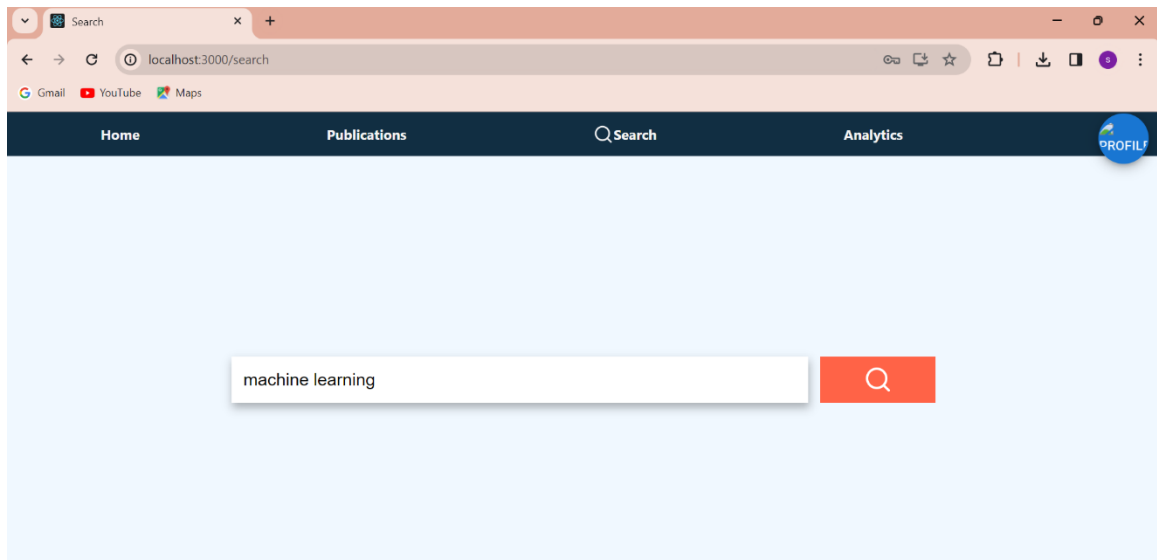 Search
localhost:3000/search
Gmail YouTube Maps
Home Publications Search Analytics
PROFILE
s
machine learning